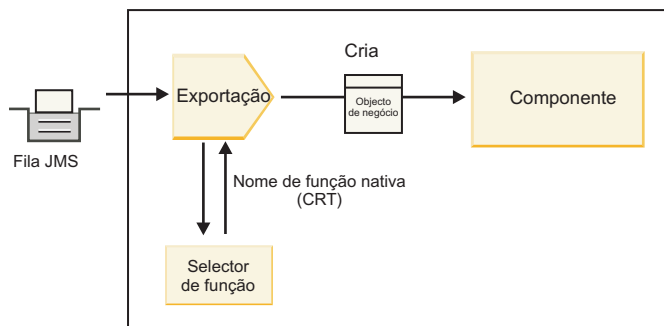 Cria
Exportação
Objecto
de negócio
Componente
Fila JMS
Nome de função nativa
(CRT)
Selector
de função